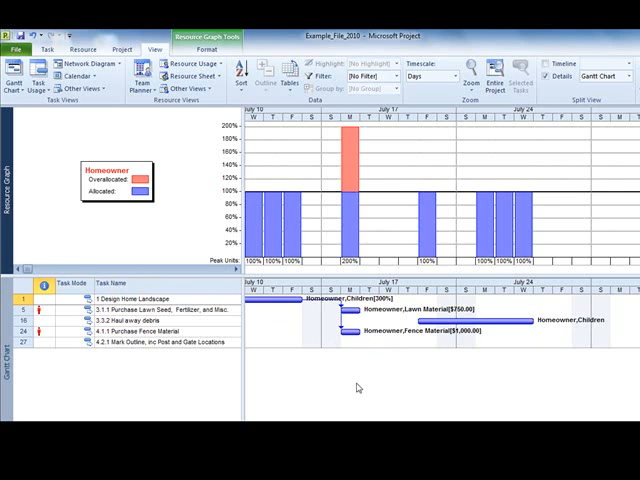 Resource Graph Tools
Example_File_2010 - Microsoft Project
File Task Resource Project View Format
Gantt Chart Task Usage Network Diagram Calendar Other Views
Team Planner Resource Usage Resource Sheet Other Views
Sort Outline Tables
Highlight: [No Highlight]
Filter: [No Filter]
Group by: [No Group]
Timescale: Days
Zoom Entire Project Selected Tasks
Timeline
Details Gantt Chart
Task Views Resource Views Data Zoom Split View
Resource Graph
Homeowner
Overallocated:
Allocated:
July 10 July 17 July 24
W T F S S M T W T F S S M T W T F S S M
200%
180%
160%
140%
120%
100%
80%
60%
40%
20%
Peak Units: 100% 100% 100% 200% 100% 100% 100% 100%
Gantt Chart
Task Mode Task Name
July 10 July 17 July 24
W T F S S M T W T F S S M T W T F S S M
1 1 Design Home Landscape Homeowner,Children[300%]
5 3.1.1 Purchase Lawn Seed, Fertilizer, and Misc. Homeowner,Lawn Material[$750.00]
16 3.3.2 Haul away debris Homeowner,Children
24 4.1.1 Purchase Fence Material Homeowner,Fence Material[$1,000.00]
27 4.2.1 Mark Outline, inc Post and Gate Locations